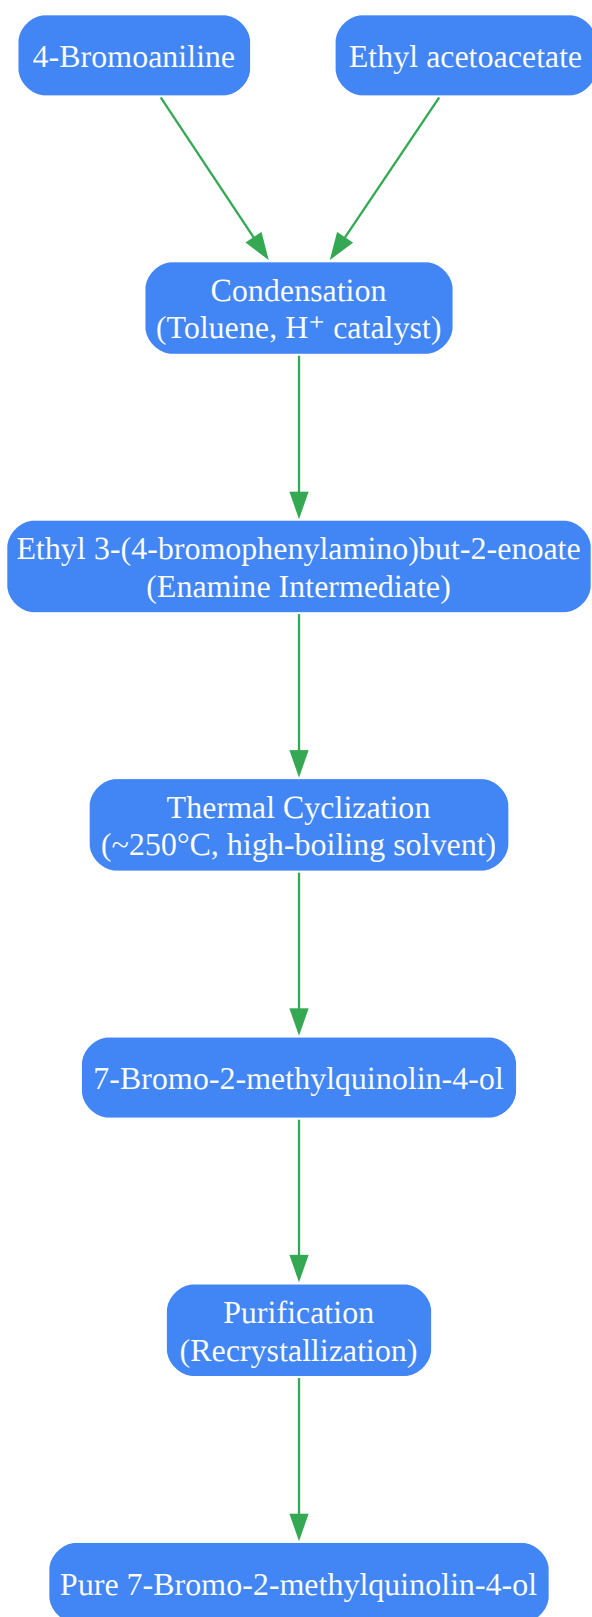 4-Bromoaniline
Ethyl acetoacetate
Condensation
(Toluene, H⁺ catalyst)
Ethyl 3-(4-bromophenylamino)but-2-enoate
(Enamine Intermediate)
Thermal Cyclization
(~250°C, high-boiling solvent)
7-Bromo-2-methylquinolin-4-ol
Purification
(Recrystallization)
Pure 7-Bromo-2-methylquinolin-4-ol